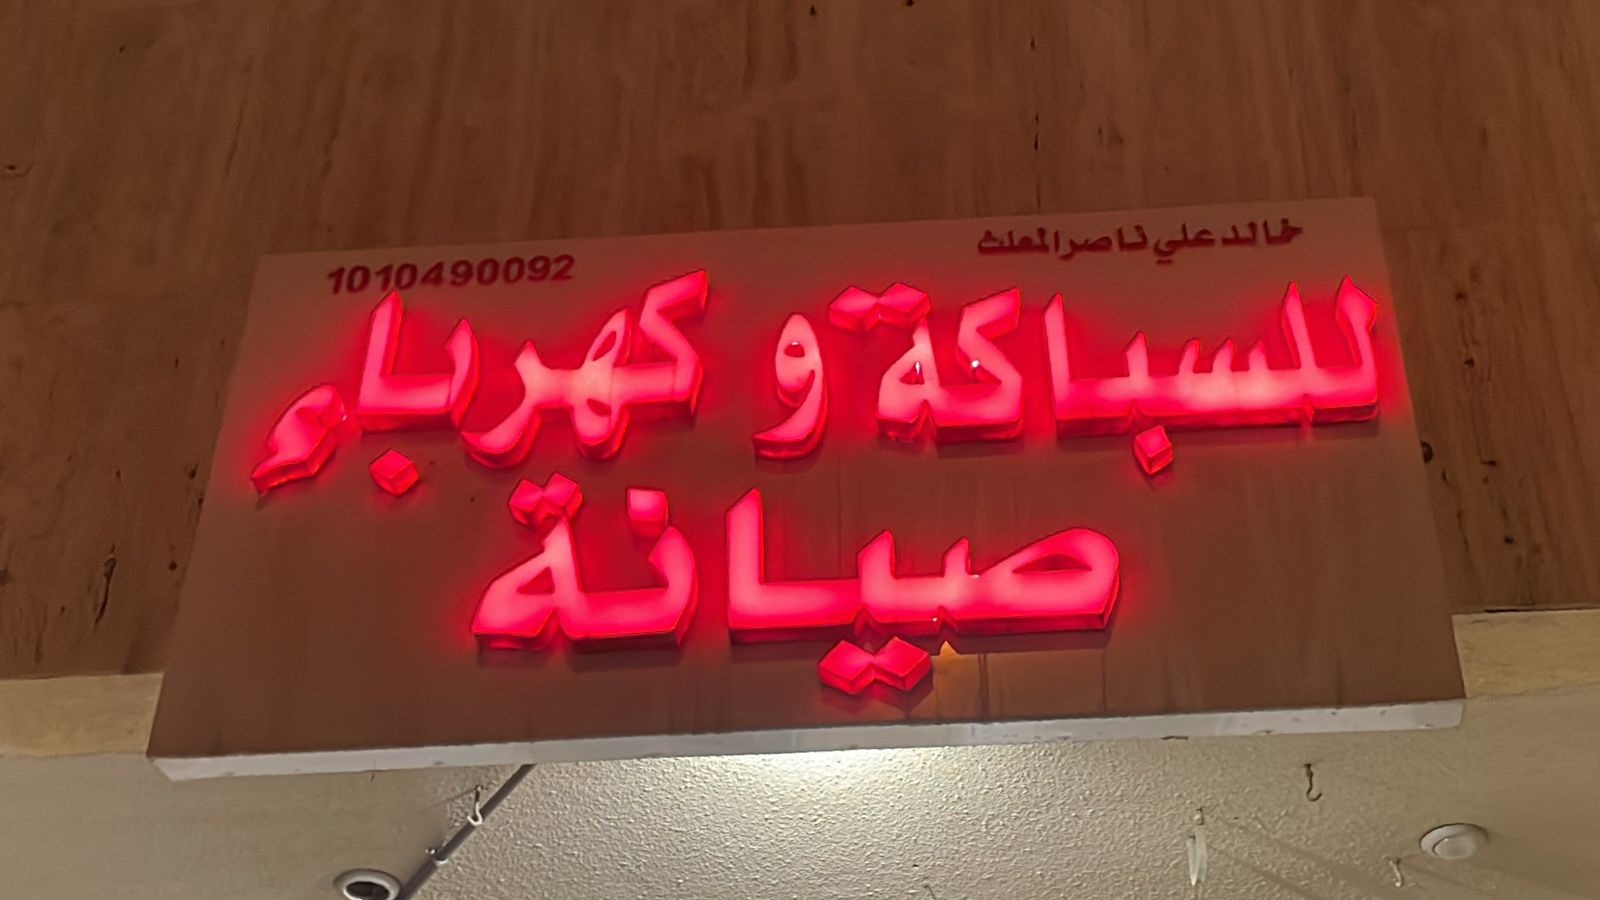 خالد علي ناصر المعلث
1010490092
للسباكة و كهرباء
صيانة